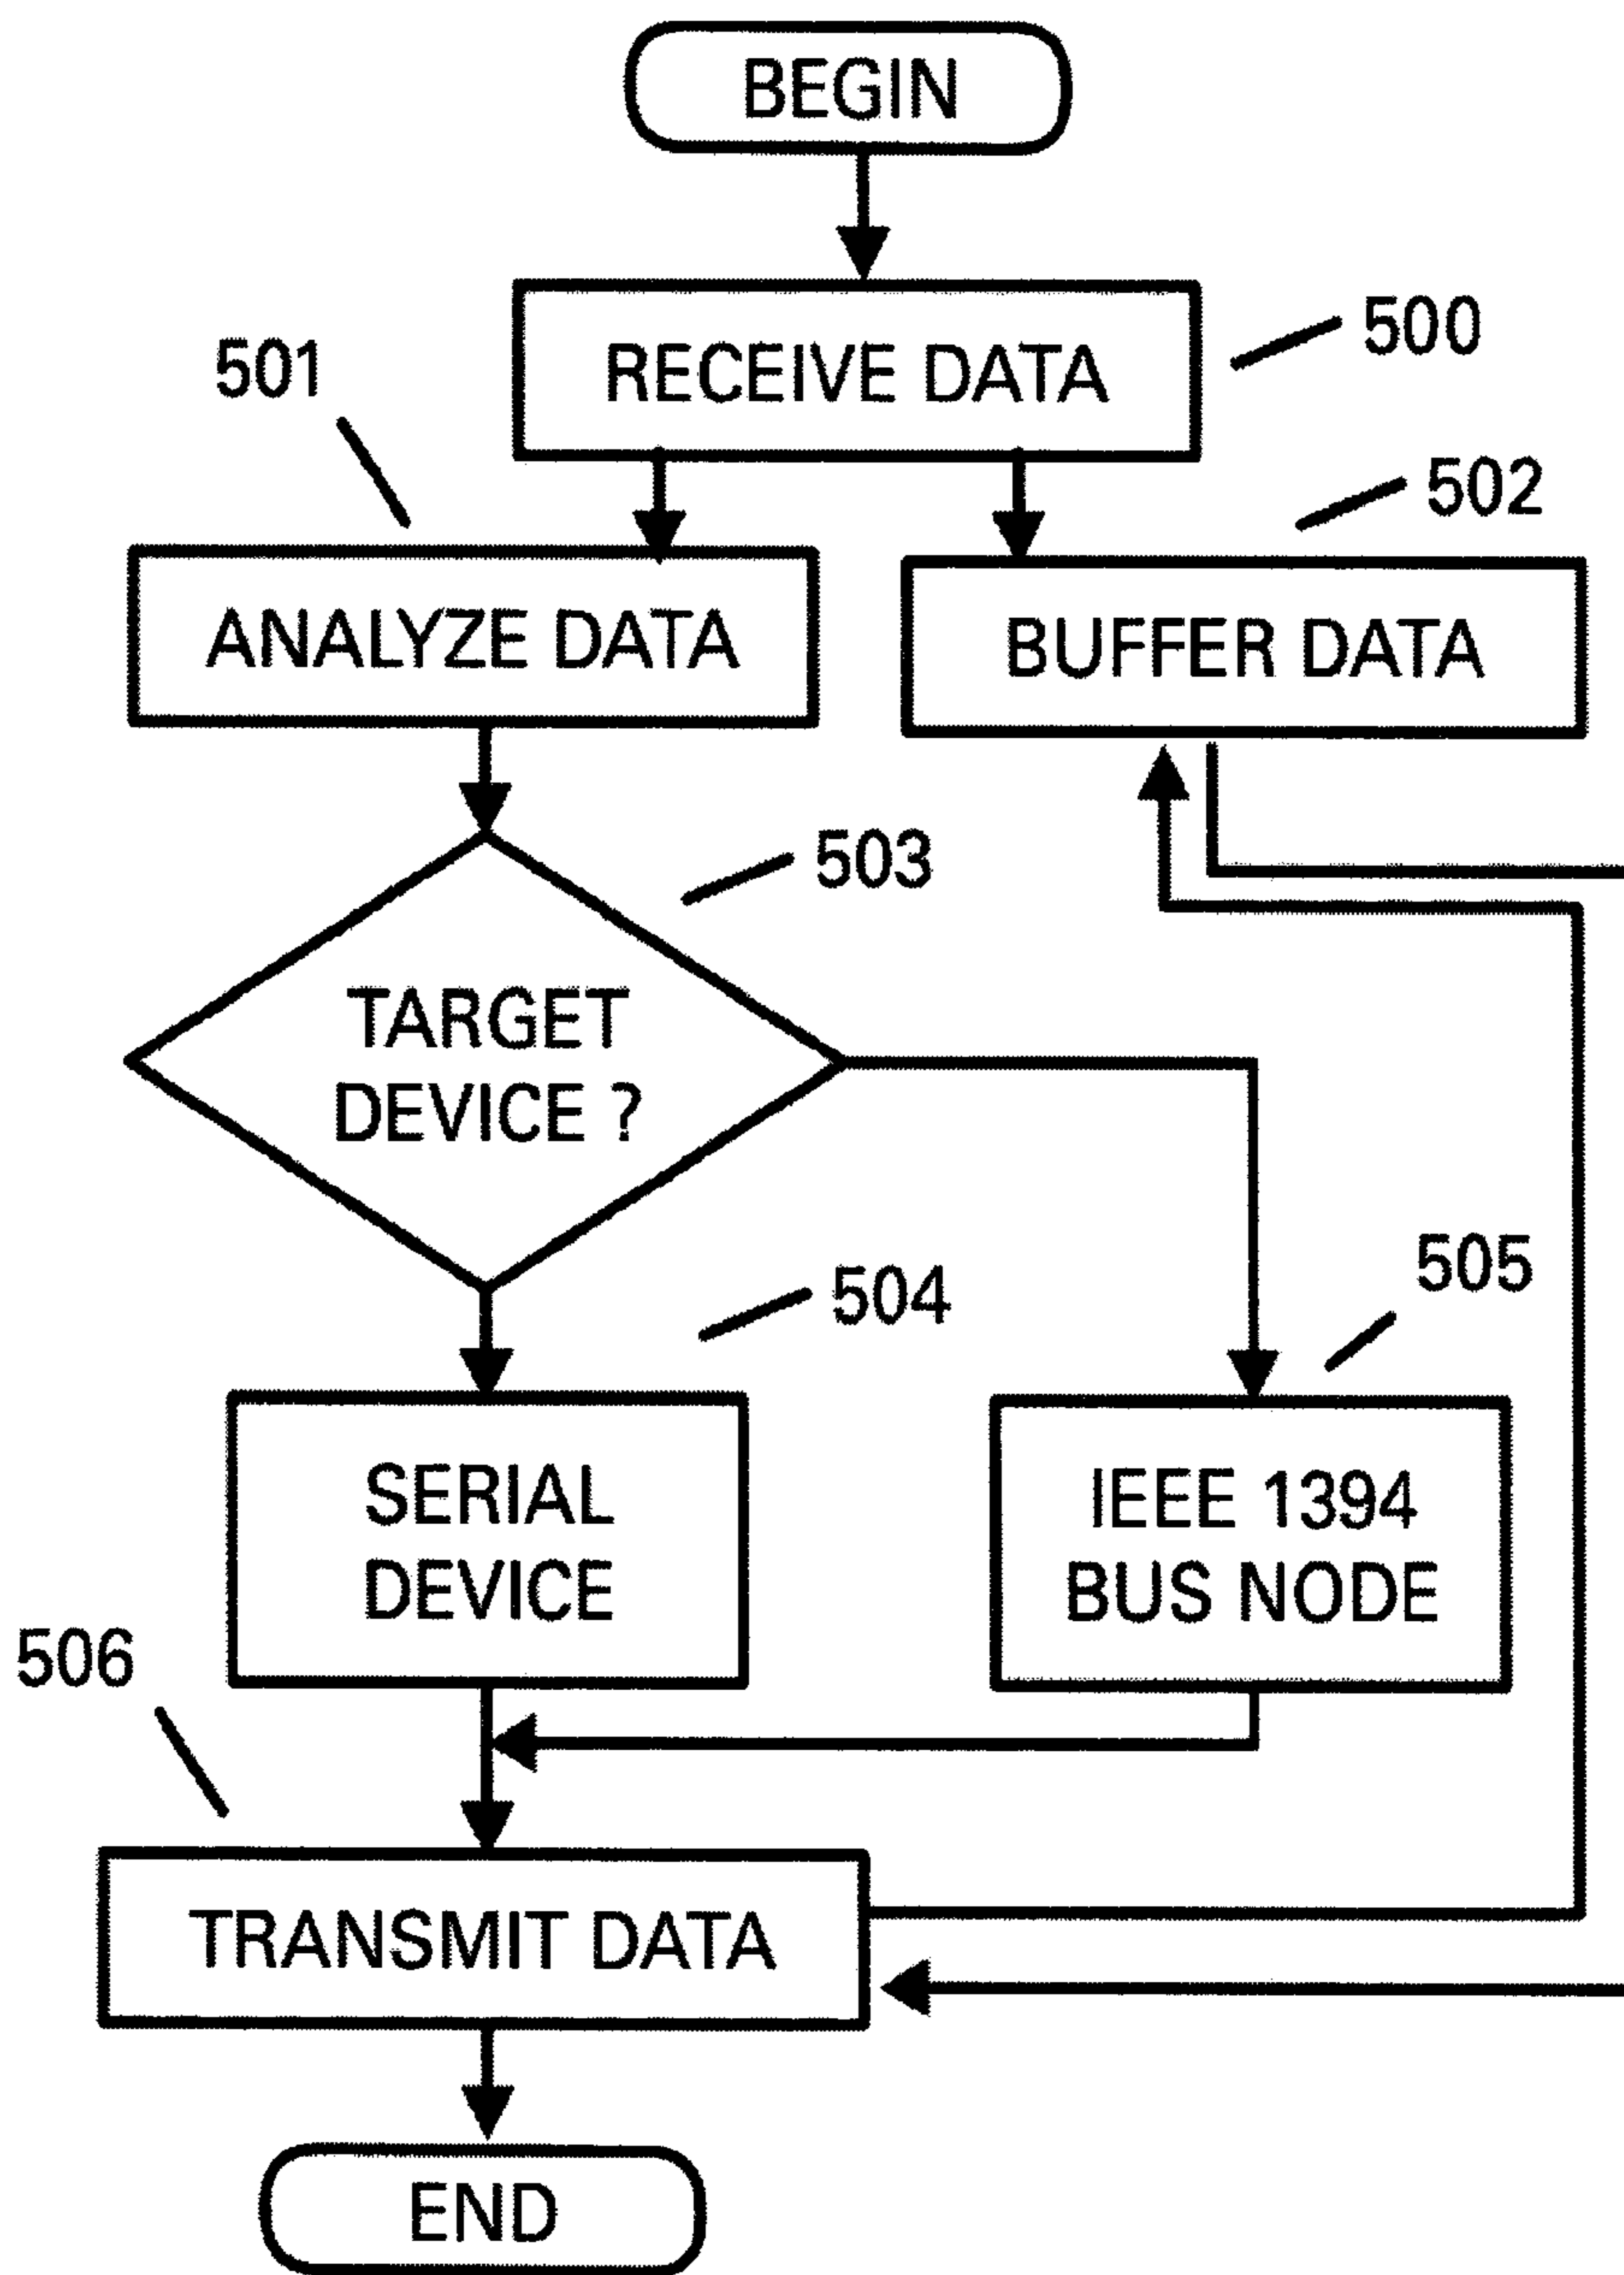 BEGIN
RECEIVE DATA
500
501
502
ANALYZE DATA
BUFFER DATA
503
TARGET
DEVICE ?
504
505
SERIAL
DEVICE
IEEE 1394
BUS NODE
506
TRANSMIT DATA
END